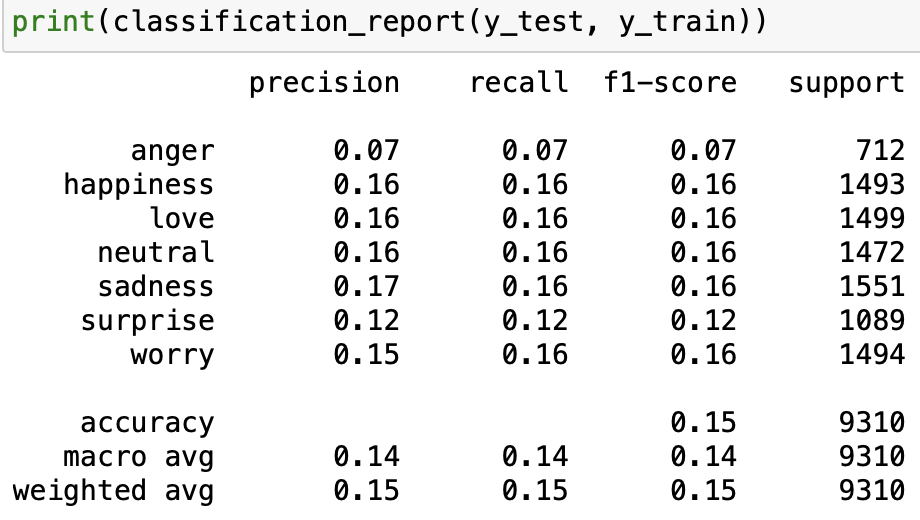 print(classification_report(y_test, y_train))
precision recall f1-score support
anger 0.07 0.07 0.07 712
happiness 0.16 0.16 0.16 1493
love 0.16 0.16 0.16 1499
neutral 0.16 0.16 0.16 1472
sadness 0.17 0.16 0.16 1551
surprise 0.12 0.12 0.12 1089
worry 0.15 0.16 0.16 1494
accuracy 0.15 9310
macro avg 0.14 0.14 0.14 9310
weighted avg 0.15 0.15 0.15 9310